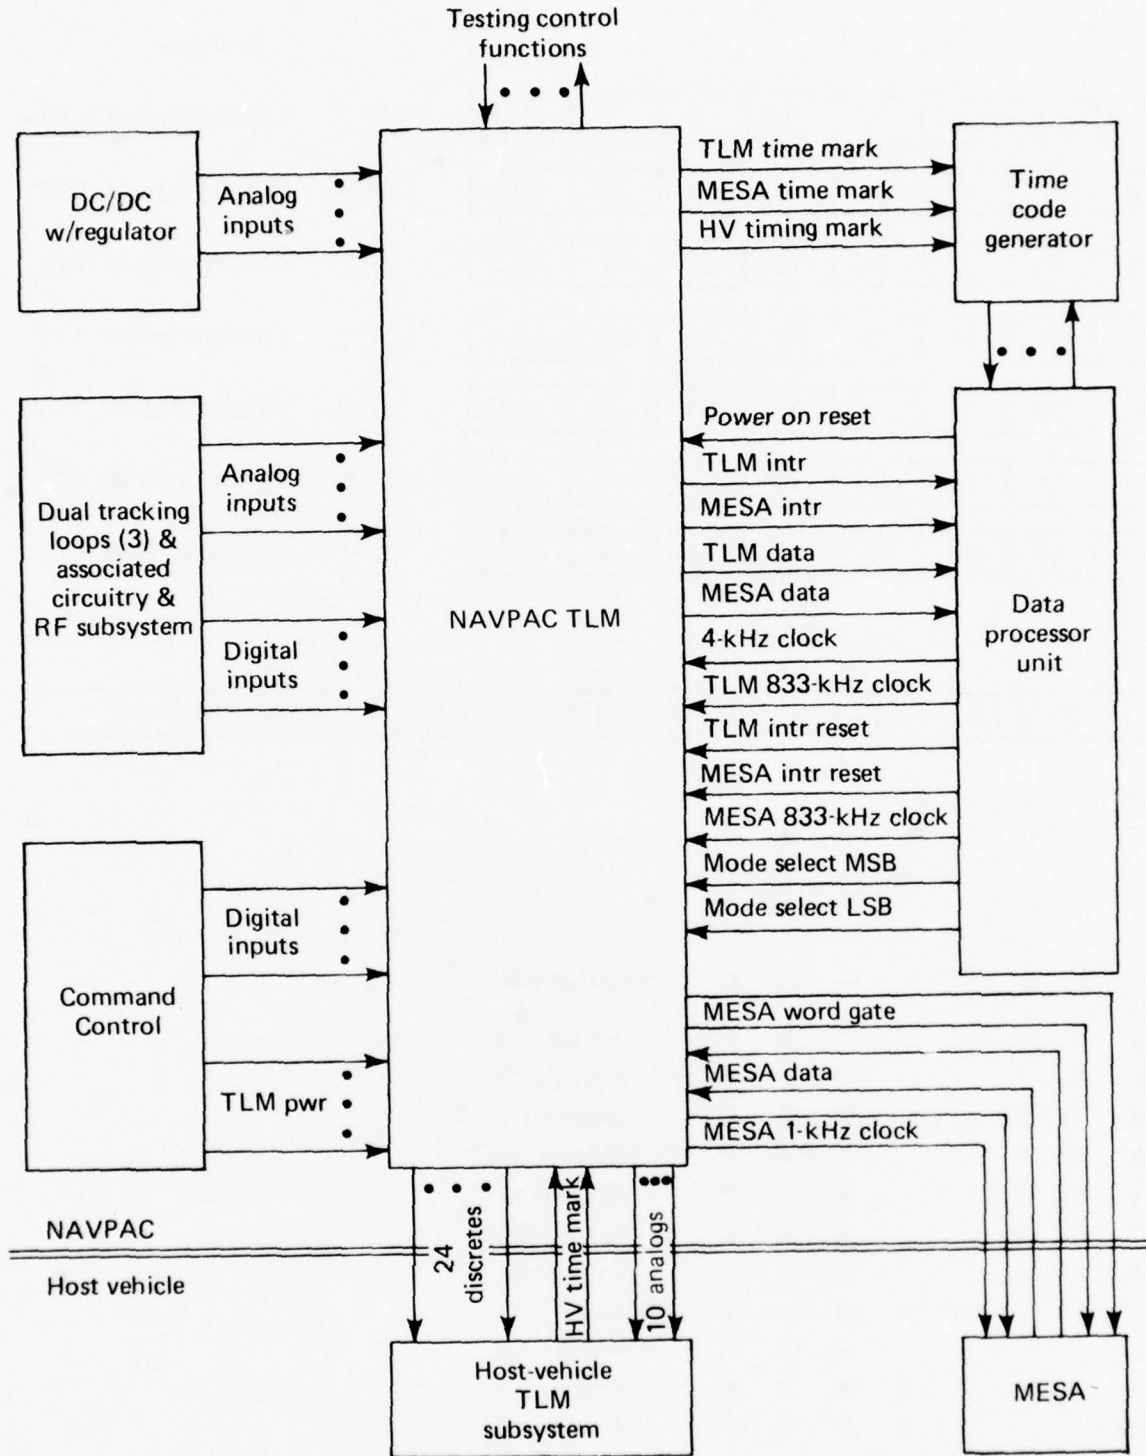 Testing control
functions
DC/DC
w/regulator
Analog
inputs
TLM time mark
MESA time mark
HV timing mark
Time
code
generator
Dual tracking
loops (3) &
associated
circuitry &
RF subsystem
Analog
inputs
Digital
inputs
NAVPAC TLM
Power on reset
TLM intr
MESA intr
TLM data
MESA data
4-kHz clock
TLM 833-kHz clock
TLM intr reset
MESA intr reset
MESA 833-kHz clock
Mode select MSB
Mode select LSB
Data
processor
unit
Command
Control
Digital
inputs
TLM pwr
MESA word gate
MESA data
MESA 1-kHz clock
NAVPAC
Host vehicle
24
discretes
HV time mark
10 analogs
Host-vehicle
TLM
subsystem
MESA